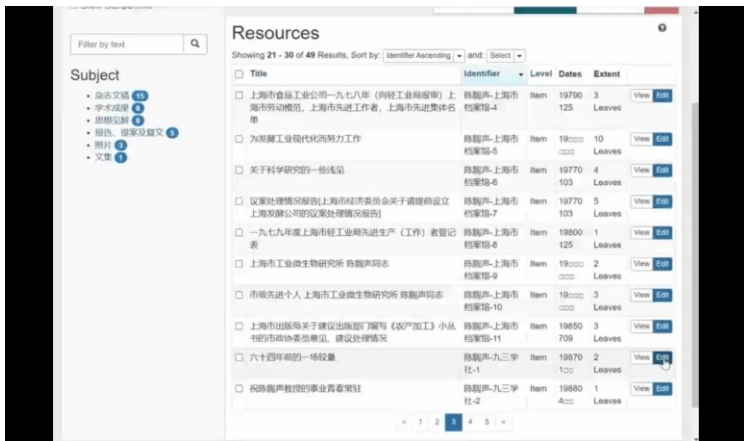 Filter by text
Subject
杂志文稿 15
学术成果 8
思想见解 6
报告、提案及复文 5
照片 3
文集 1
Resources
Showing 21 - 30 of 49 Results, Sort by: Identifier Ascending and: Select
Title Identifier Level Dates Extent
上海市食品工业公司一九七八年（向轻工业局报审）上 陈騊声-上海市 Item 19790 3 View Edit
海市劳动模范，上海市先进工作者，上海市先进集体名 档案馆-4 125 Leaves
单
为发酵工业现代化而努力工作 陈騊声-上海市 Item 19□□□ 10 View Edit
档案馆-5 □□□ Leaves
关于科学研究的一些浅见 陈騊声-上海市 Item 19770 4 View Edit
档案馆-6 103 Leaves
议案处理情况报告[上海市经济委员会关于请提前设立 陈騊声-上海市 Item 19770 5 View Edit
上海发酵公司的议案处理情况报告] 档案馆-7 103 Leaves
一九七九年度上海市轻工业局先进生产（工作）者登记 陈騊声-上海市 Item 19800 1 View Edit
表 档案馆-8 125 Leaves
上海市工业微生物研究所 陈騊声同志 陈騊声-上海市 Item 19□□□ 2 View Edit
档案馆-9 □□□ Leaves
市级先进个人 上海市工业微生物研究所 陈騊声同志 陈騊声-上海市 Item 19□□□ 3 View Edit
档案馆-10 □□□ Leaves
上海市出版局关于建议出版部门编写《农产加工》小丛 陈騊声-上海市 Item 19850 3 View Edit
书的市政协委员意见、建议处理情况 档案馆-11 709 Leaves
六十四年前的一场较量 陈騊声-九三学 Item 19870 2 View Edit
社-1 1□□ Leaves
祝陈騊声教授的事业青春常驻 陈騊声-九三学 Item 19880 1 View Edit
社-2 4□□ Leaves
« 1 2 3 4 5 »